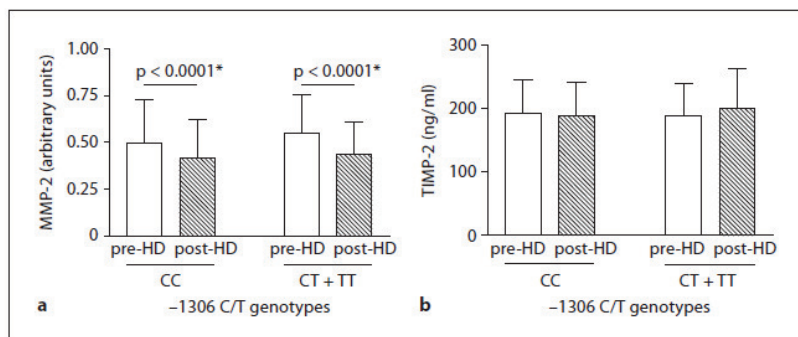 1.00
0.75
0.50
0.25
0
MMP-2 (arbitrary units)
p < 0.0001*
p < 0.0001*
pre-HD post-HD
pre-HD post-HD
CC
CT + TT
a
–1306 C/T genotypes
300
200
100
0
TIMP-2 (ng/ml)
pre-HD post-HD
pre-HD post-HD
CC
CT + TT
b
–1306 C/T genotypes